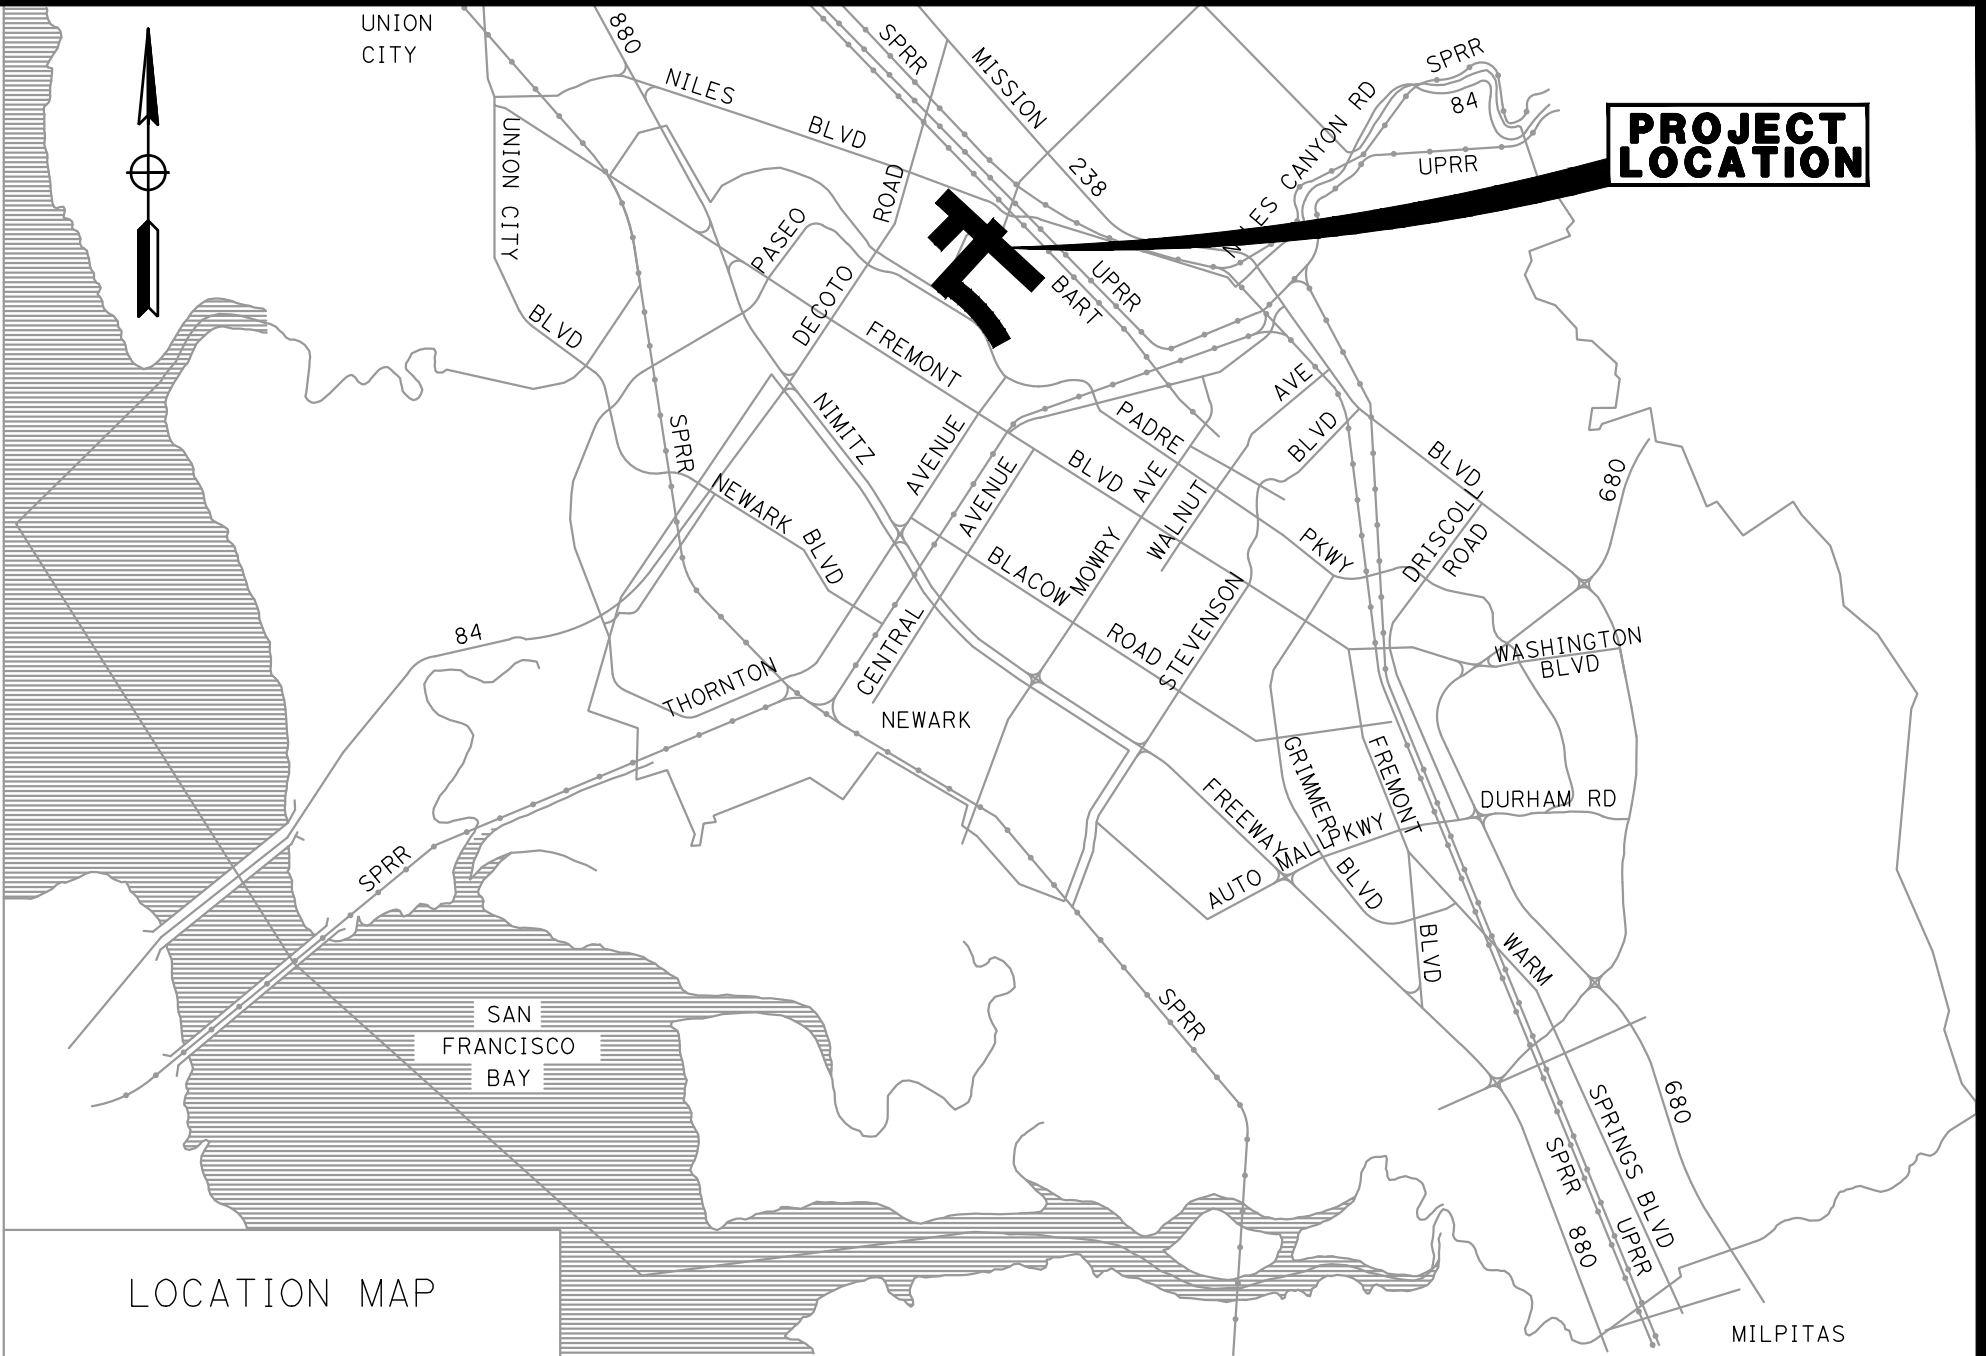 UNION
CITY
880
SPRR
MISSION
SPRR
84
NILES
BLVD
UNION CITY
BLVD
ROAD
238
NILES CANYON RD
UPRR
PROJECT
LOCATION
PASEO
DECOTO
UPRR
BART
FREMONT
NIMITZ
SPRR
AVENUE
AVENUE
PADRE
BLVD
AVE
AVE
BLVD
BLVD
680
NEWARK
BLVD
WALNUT
PKWY
DRISCOLL
ROAD
BLACOW
MOWRY
84
CENTRAL
ROAD
STEVENSON
WASHINGTON
BLVD
THORNTON
NEWARK
GRIMMER
FREMONT
FREEWAY
DURHAM RD
AUTO
MALL
PKWY
BLVD
SPRR
BLVD
WARM
SAN
FRANCISCO
BAY
SPRR
680
SPRINGS BLVD
SPRR
880
UPRR
LOCATION MAP
MILPITAS